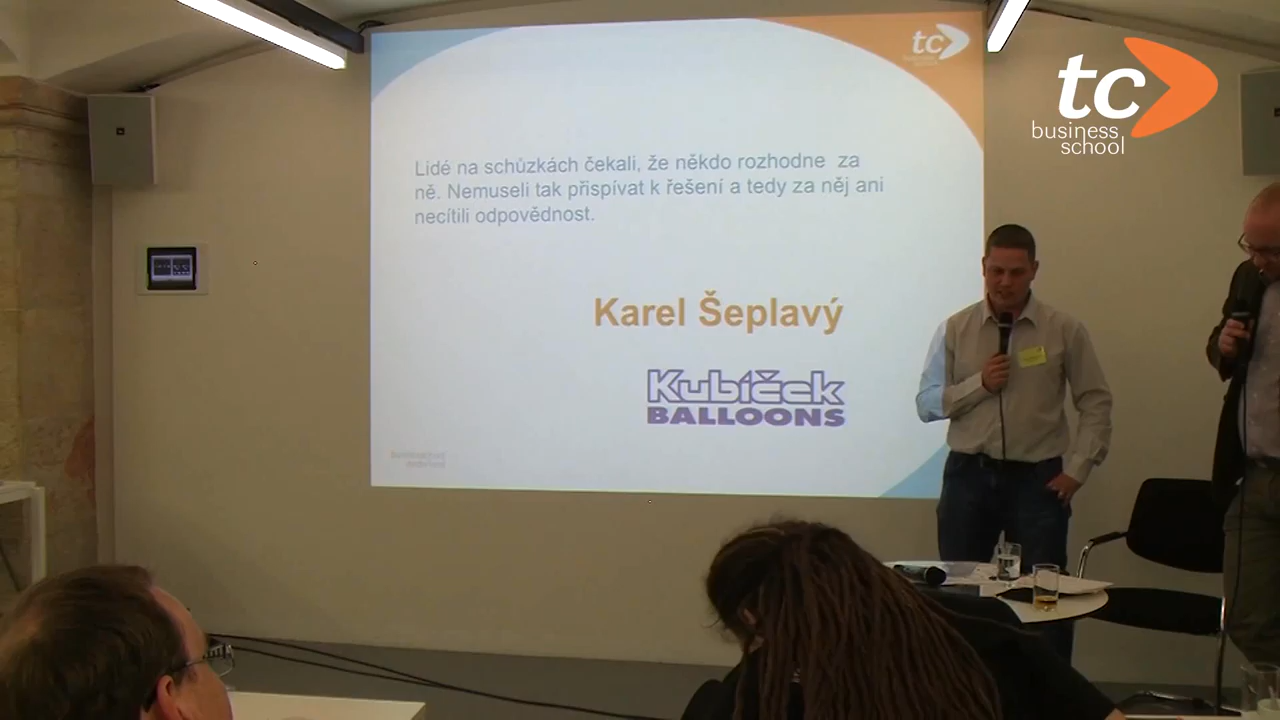 tc
tc
business
school
Lidé na schůzkách čekali, že někdo rozhodne za
ně. Nemuseli tak přispívat k řešení a tedy za něj ani
necítili odpovědnost.
Karel Šeplavý
Kubíček
BALLOONS